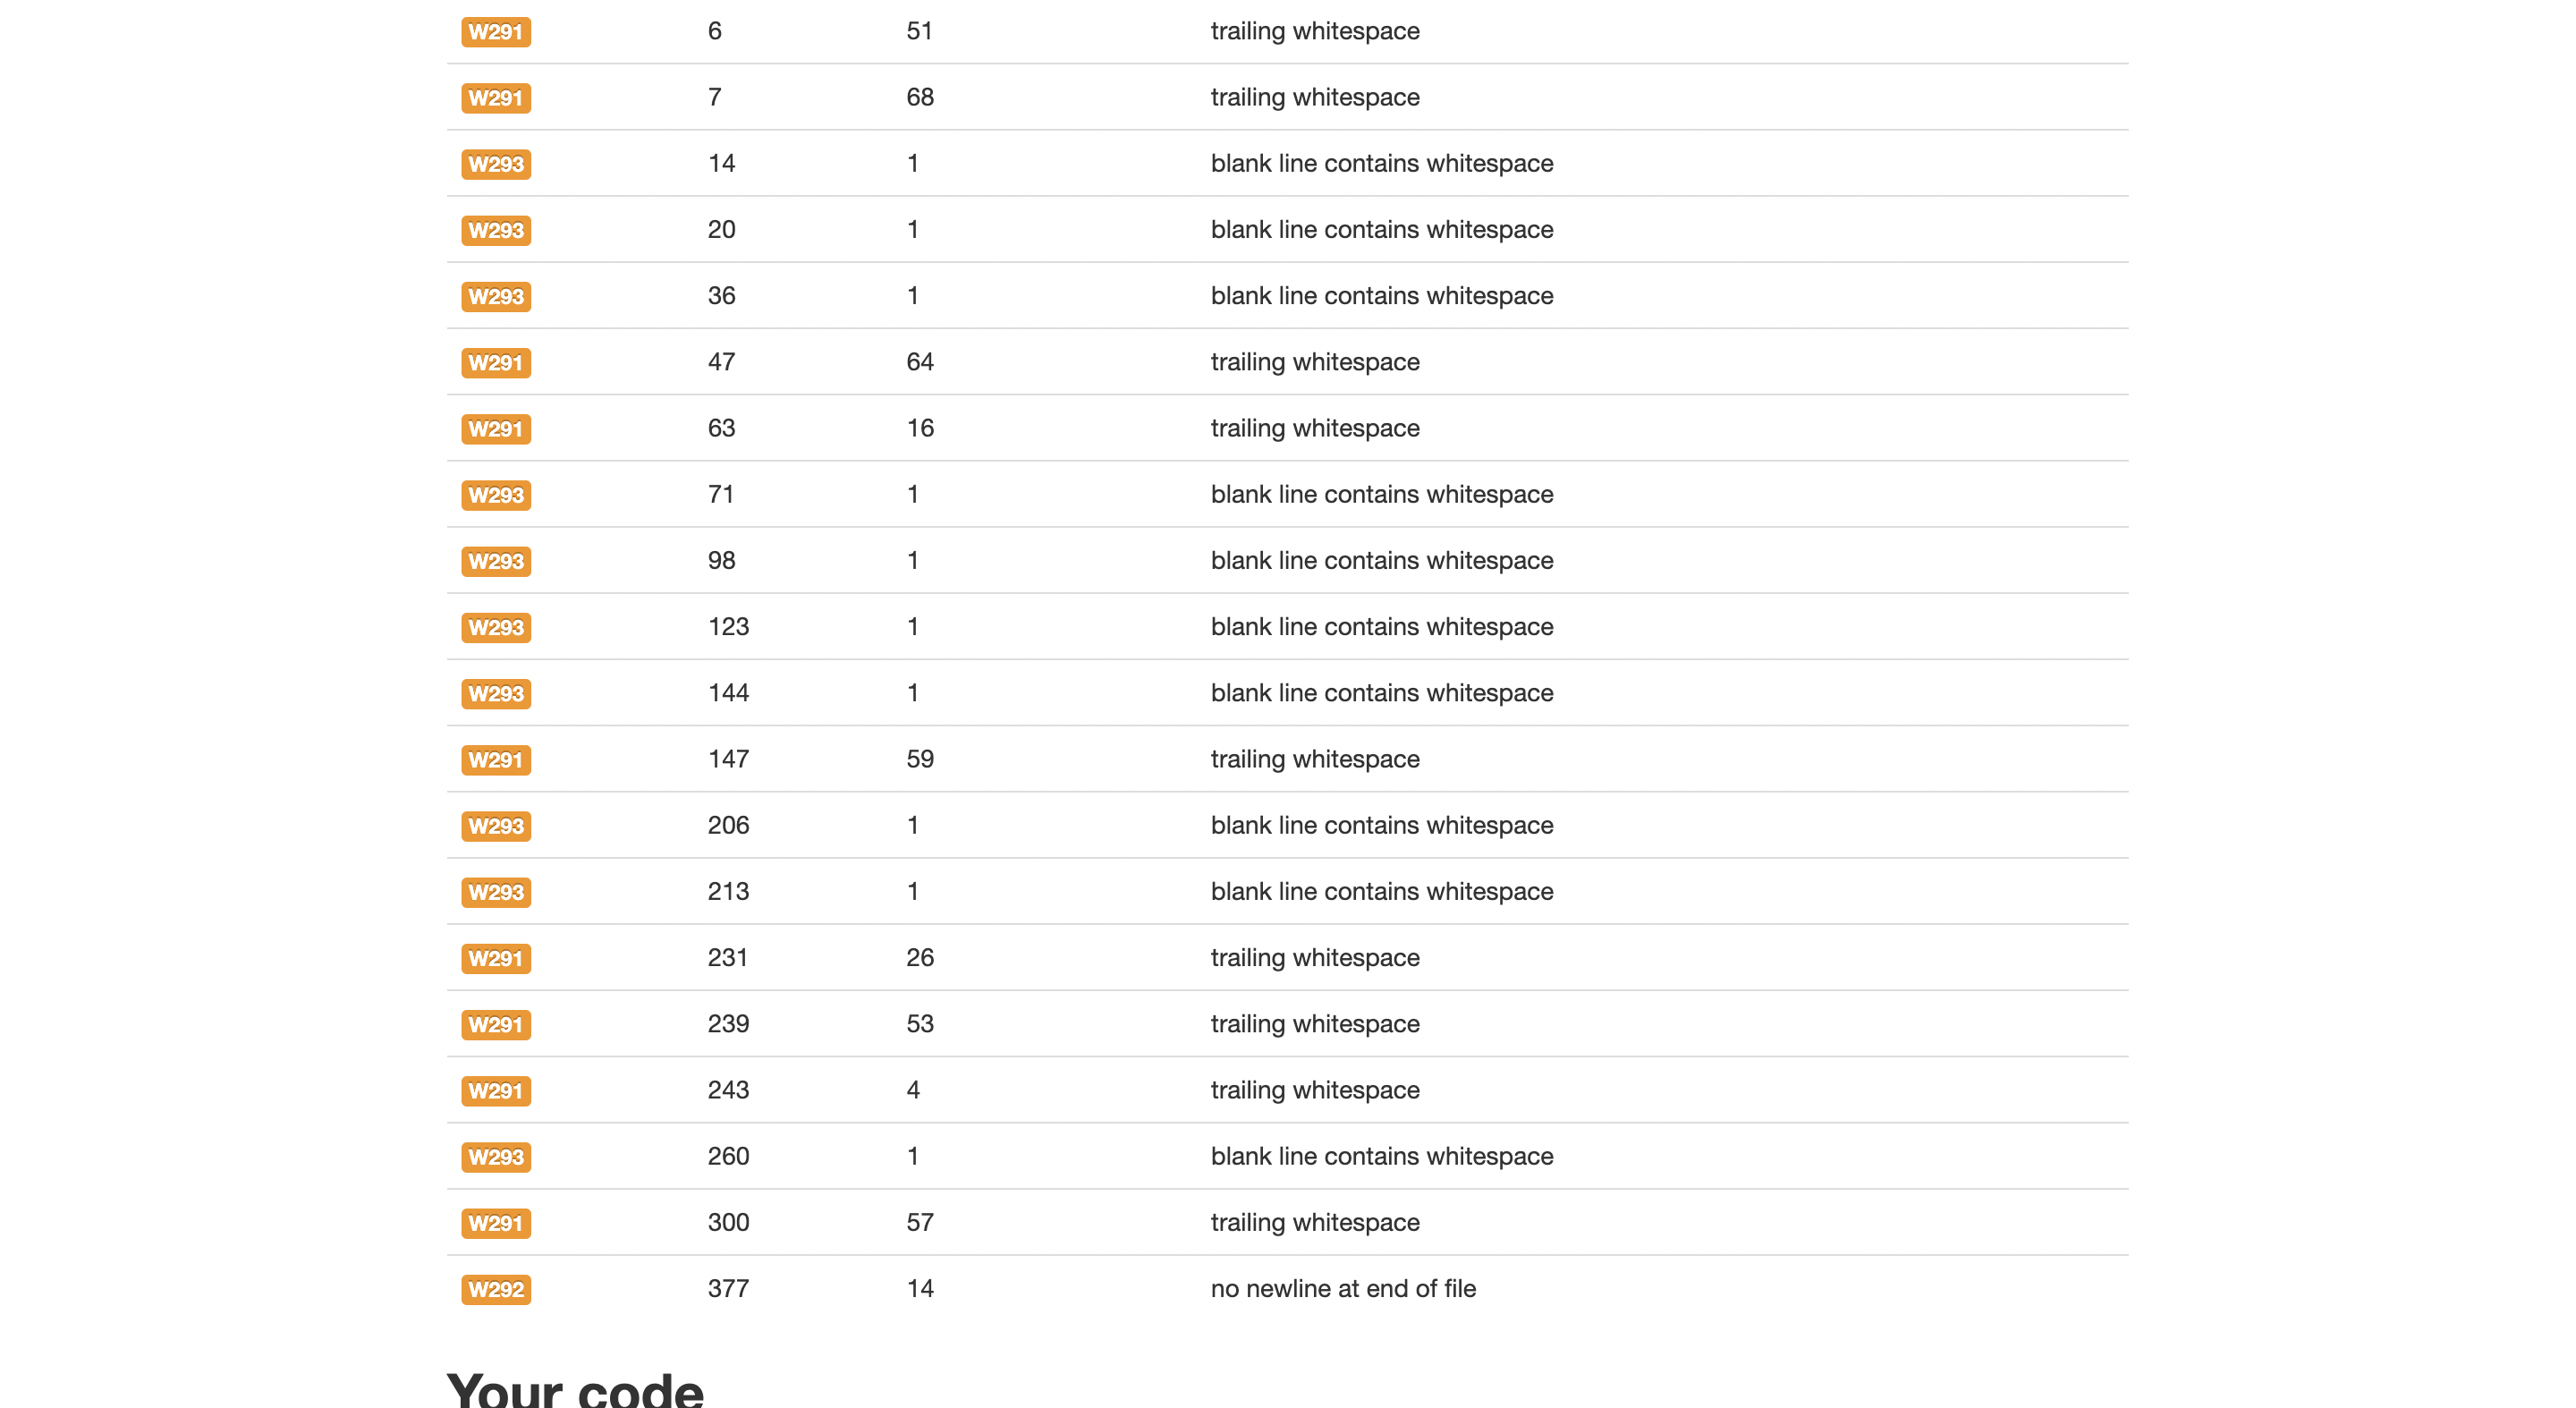 W291 6 51 trailing whitespace
W291 7 68 trailing whitespace
W293 14 1 blank line contains whitespace
W293 20 1 blank line contains whitespace
W293 36 1 blank line contains whitespace
W291 47 64 trailing whitespace
W291 63 16 trailing whitespace
W293 71 1 blank line contains whitespace
W293 98 1 blank line contains whitespace
W293 123 1 blank line contains whitespace
W293 144 1 blank line contains whitespace
W291 147 59 trailing whitespace
W293 206 1 blank line contains whitespace
W293 213 1 blank line contains whitespace
W291 231 26 trailing whitespace
W291 239 53 trailing whitespace
W291 243 4 trailing whitespace
W293 260 1 blank line contains whitespace
W291 300 57 trailing whitespace
W292 377 14 no newline at end of file
Your code